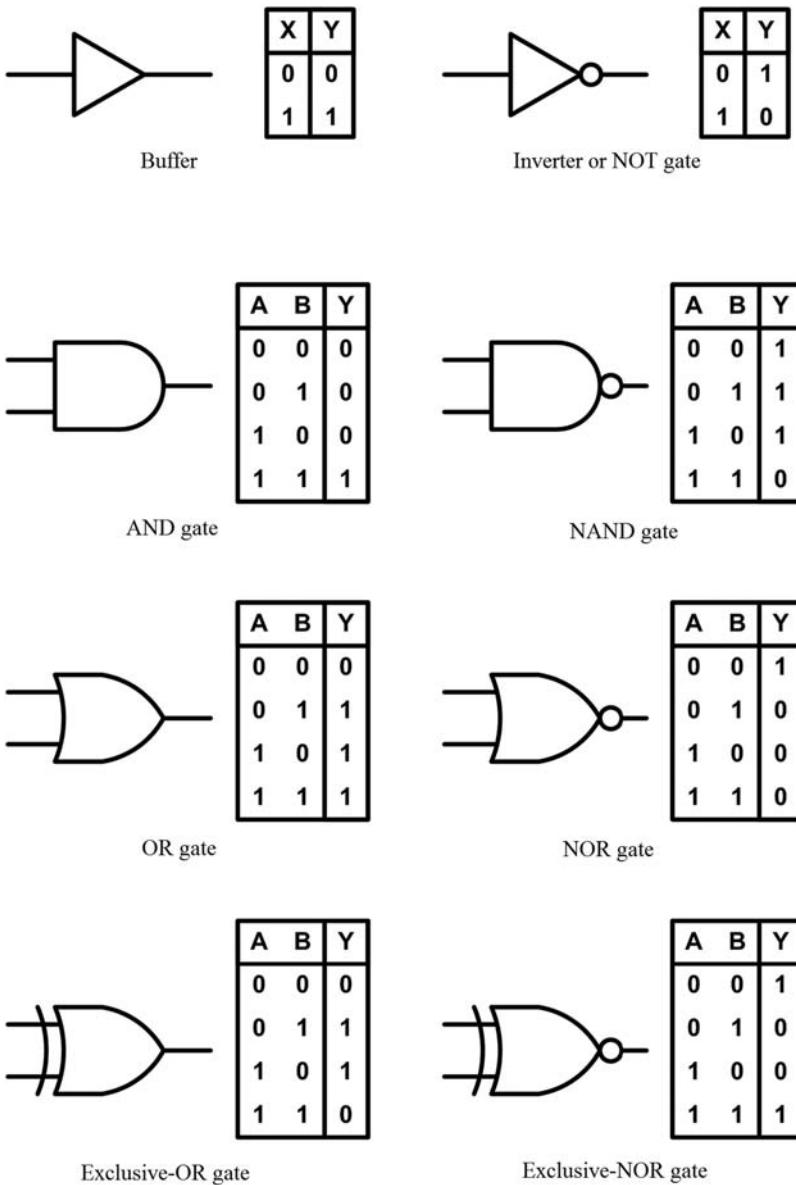 X Y
0 0
1 1
Buffer
X Y
0 1
1 0
Inverter or NOT gate
A B Y
0 0 0
0 1 0
1 0 0
1 1 1
AND gate
A B Y
0 0 1
0 1 1
1 0 1
1 1 0
NAND gate
A B Y
0 0 0
0 1 1
1 0 1
1 1 1
OR gate
A B Y
0 0 1
0 1 0
1 0 0
1 1 0
NOR gate
A B Y
0 0 0
0 1 1
1 0 1
1 1 0
Exclusive-OR gate
A B Y
0 0 1
0 1 0
1 0 0
1 1 1
Exclusive-NOR gate